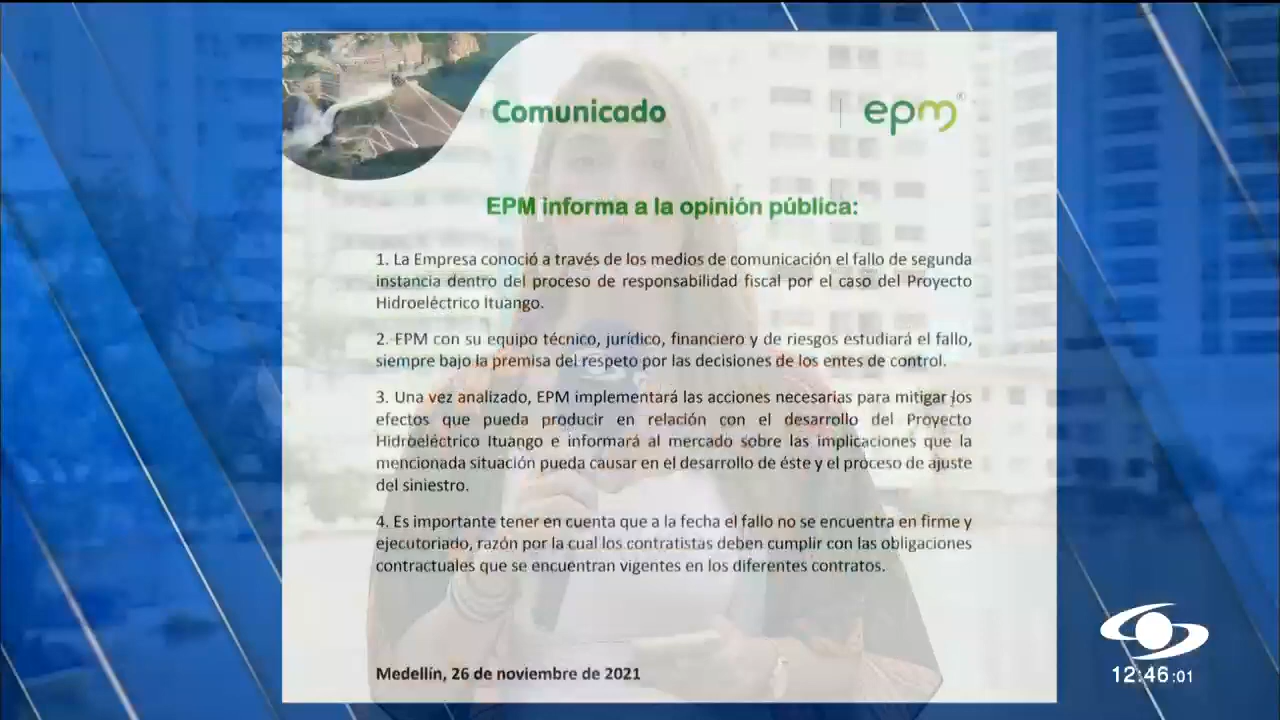 Comunicado
epm®
EPM informa a la opinión pública:
1. La Empresa conoció a través de los medios de comunicación el fallo de segunda
instancia dentro del proceso de responsabilidad fiscal por el caso del Proyecto
Hidroeléctrico Ituango.
2. EPM con su equipo técnico, jurídico, financiero y de riesgos estudiará el fallo,
siempre bajo la premisa del respeto por las decisiones de los entes de control.
3. Una vez analizado, EPM implementará las acciones necesarias para mitigar los
efectos que pueda producir en relación con el desarrollo del Proyecto
Hidroeléctrico Ituango e informará al mercado sobre las implicaciones que la
mencionada situación pueda causar en el desarrollo de éste y el proceso de ajuste
del siniestro.
4. Es importante tener en cuenta que a la fecha el fallo no se encuentra en firme y
ejecutoriado, razón por la cual los contratistas deben cumplir con las obligaciones
contractuales que se encuentran vigentes en los diferentes contratos.
Medellín, 26 de noviembre de 2021
12:46:01